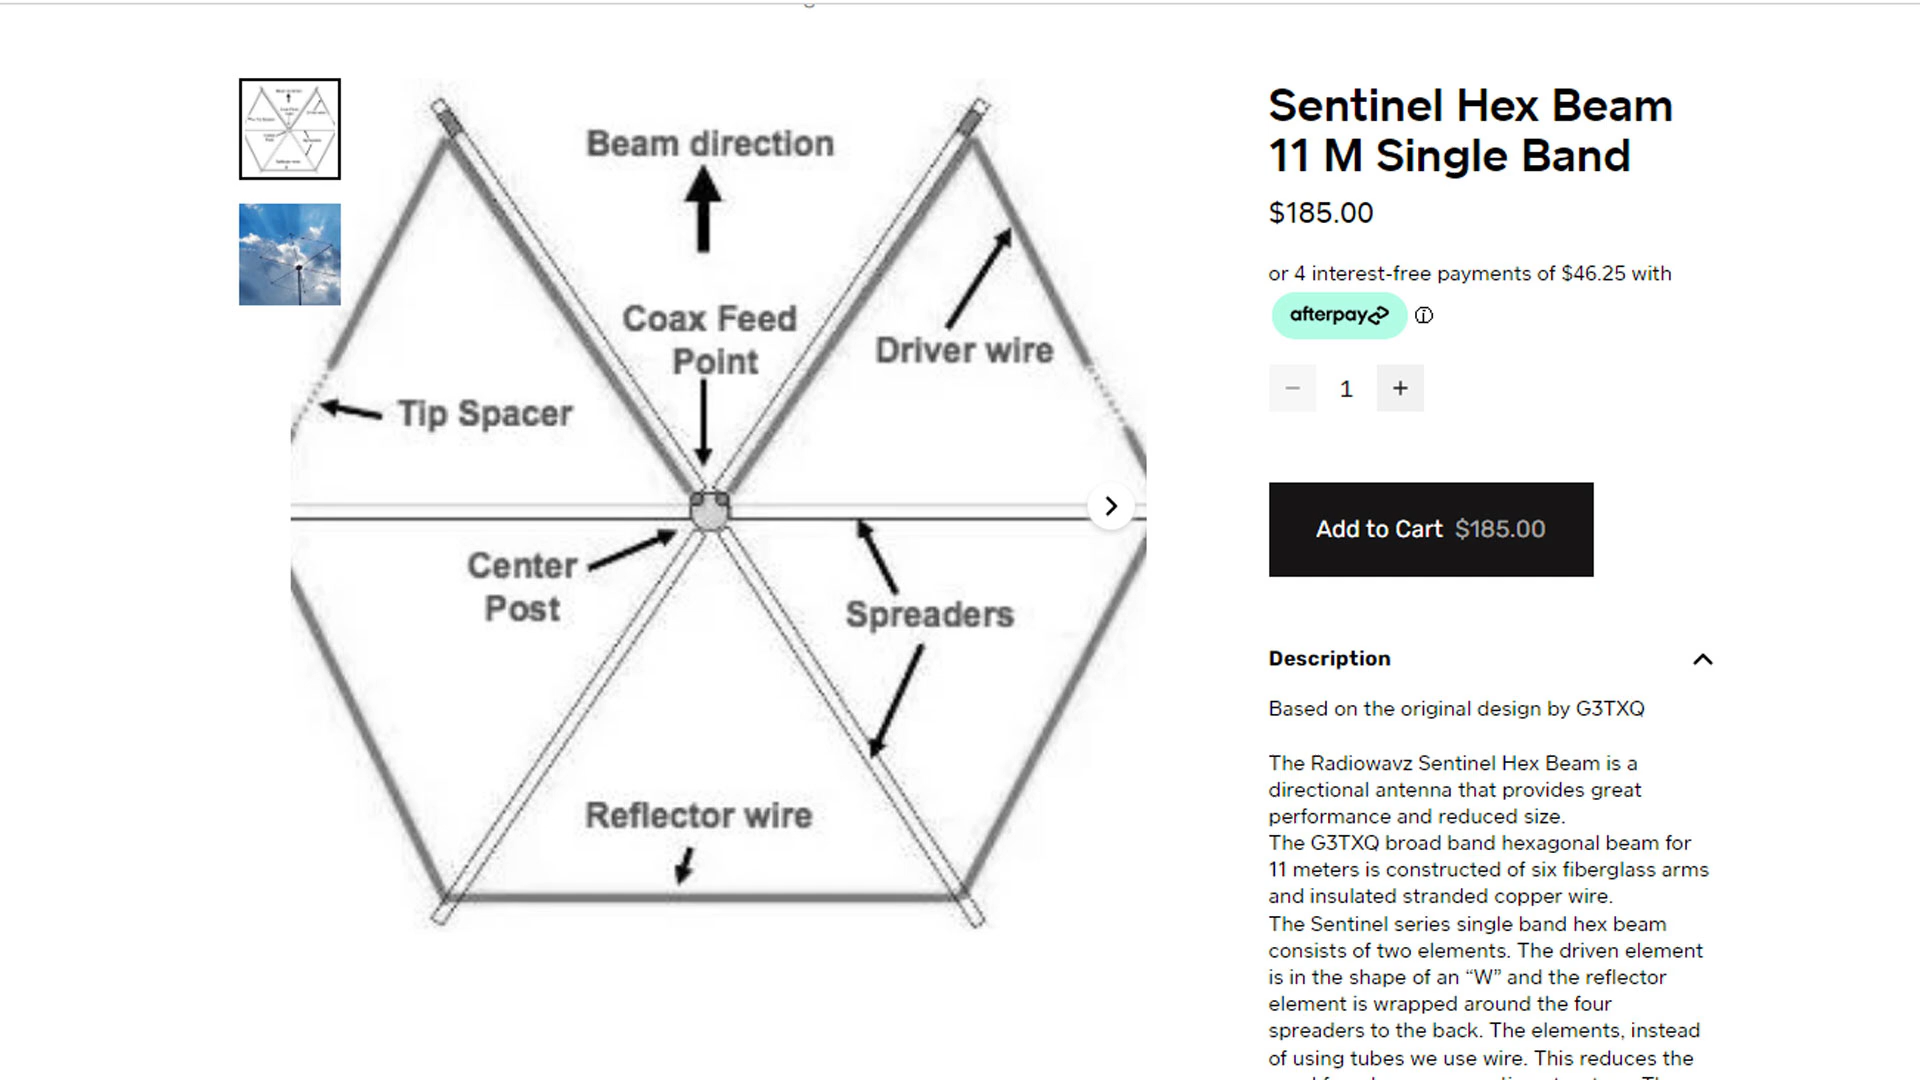 Beam direction
Coax Feed
Point
Driver wire
Tip Spacer
Center
Post
Spreaders
Reflector wire
Sentinel Hex Beam
11 M Single Band
$185.00
or 4 interest-free payments of $46.25 with
afterpay
− 1 +
Add to Cart $185.00
Description
Based on the original design by G3TXQ
The Radiowavz Sentinel Hex Beam is a
directional antenna that provides great
performance and reduced size.
The G3TXQ broad band hexagonal beam for
11 meters is constructed of six fiberglass arms
and insulated stranded copper wire.
The Sentinel series single band hex beam
consists of two elements. The driven element
is in the shape of an “W” and the reflector
element is wrapped around the four
spreaders to the back. The elements, instead
of using tubes we use wire. This reduces the